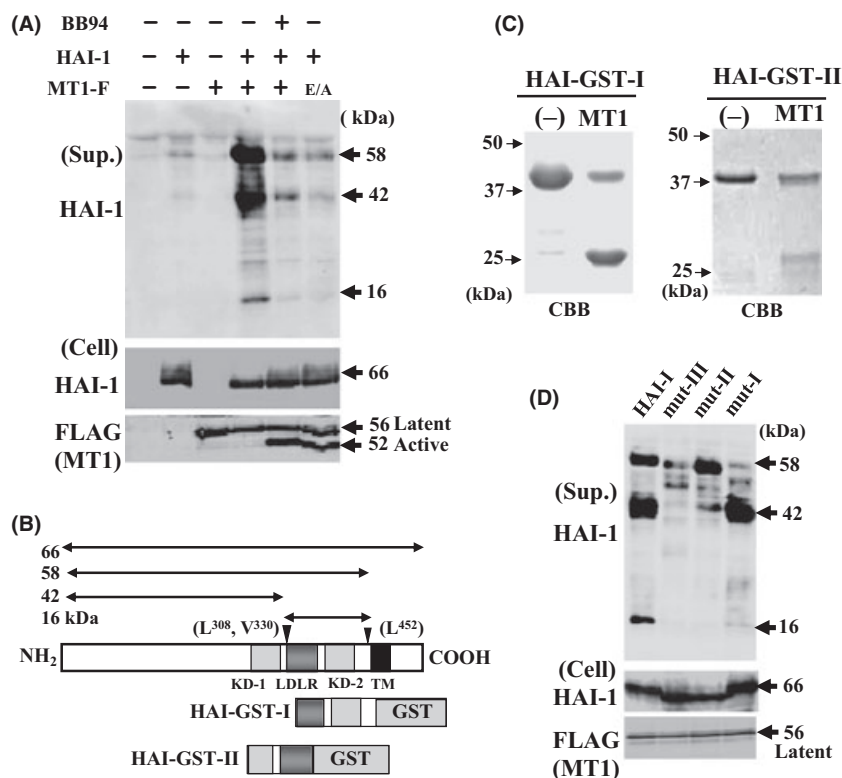 (A)
BB94 – – – – + –
HAI-1 – + – + + +
MT1-F – – + + + E/A
( kDa)
(Sup.)
HAI-1
58
42
16
(Cell)
HAI-1
66
FLAG
(MT1)
56 Latent
52 Active
(B)
66
58
42
16 kDa
(L308, V330)
(L452)
NH2
COOH
KD-1 LDLR KD-2 TM
HAI-GST-I
GST
HAI-GST-II
GST
(C)
HAI-GST-I
(–) MT1
50
37
25
(kDa)
CBB
HAI-GST-II
(–) MT1
50
37
25
(kDa)
CBB
(D)
HAI-I mut-III mut-II mut-I
(kDa)
(Sup.)
HAI-1
58
42
16
(Cell)
HAI-1
66
FLAG
(MT1)
56
Latent